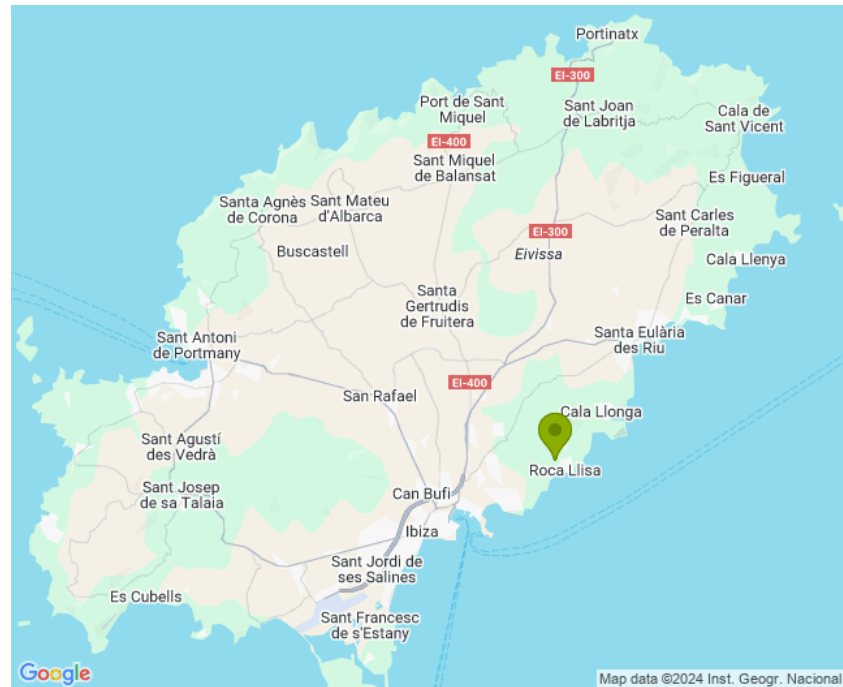 Portinatx
EI-300
Port de Sant
Miquel
Sant Joan
de Labritja
Cala de
Sant Vicent
EI-400
Sant Miquel
de Balansat
Es Figueral
Santa Agnès
de Corona
Sant Mateu
d'Albarca
Sant Carles
de Peralta
EI-300
Buscastell
Eivissa
Cala Llenya
Santa
Gertrudis
de Fruitera
Es Canar
Sant Antoni
de Portmany
Santa Eulària
des Riu
EI-400
San Rafael
Cala Llonga
Sant Agustí
des Vedrà
Roca Llisa
Sant Josep
de sa Talaia
Can Bufi
Ibiza
Sant Jordi de
ses Salines
Es Cubells
Sant Francesc
de s'Estany
Google
Map data ©2024 Inst. Geogr. Nacional